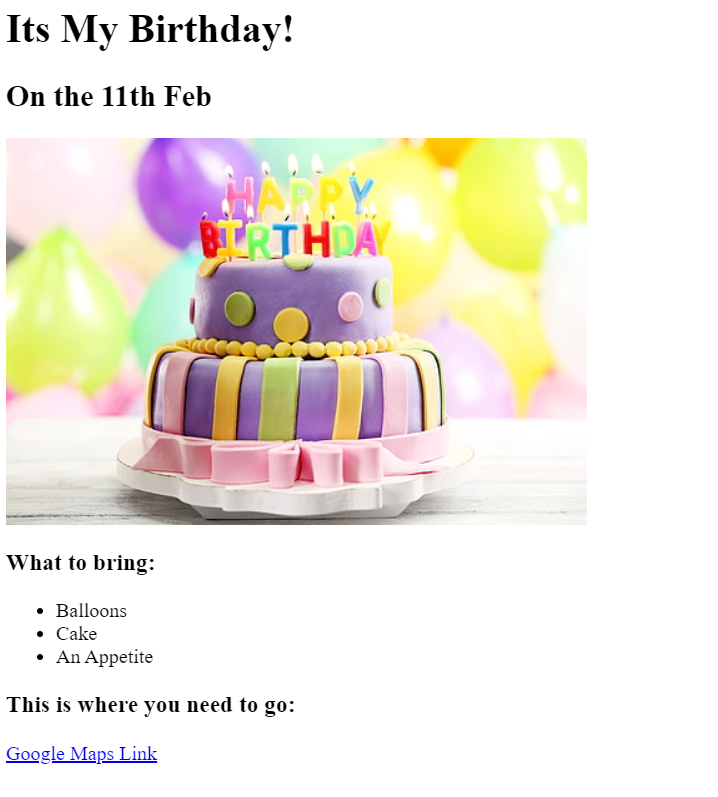 Its My Birthday!
On the 11th Feb
HAPPY
BIRTHDAY
What to bring:
Balloons
Cake
An Appetite
This is where you need to go:
Google Maps Link